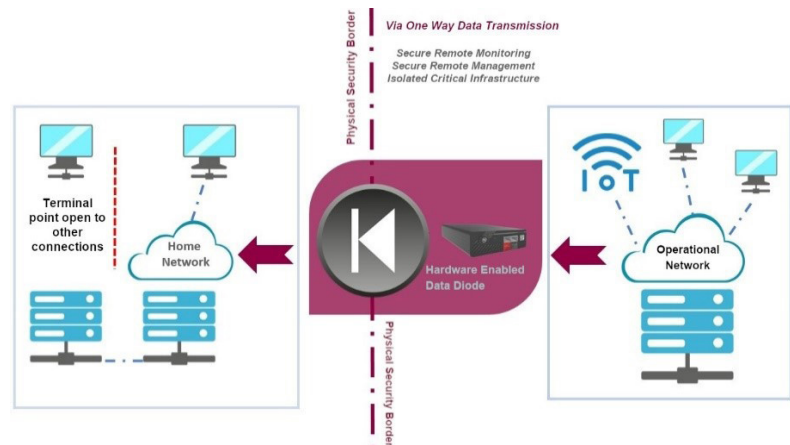 Via One Way Data Transmission
Secure Remote Monitoring
Secure Remote Management
Isolated Critical Infrastructure
Physical Security Border
Terminal
point open to
other
connections
Home
Network
Hardware Enabled
Data Diode
IoT
Operational
Network
Physical Security Border